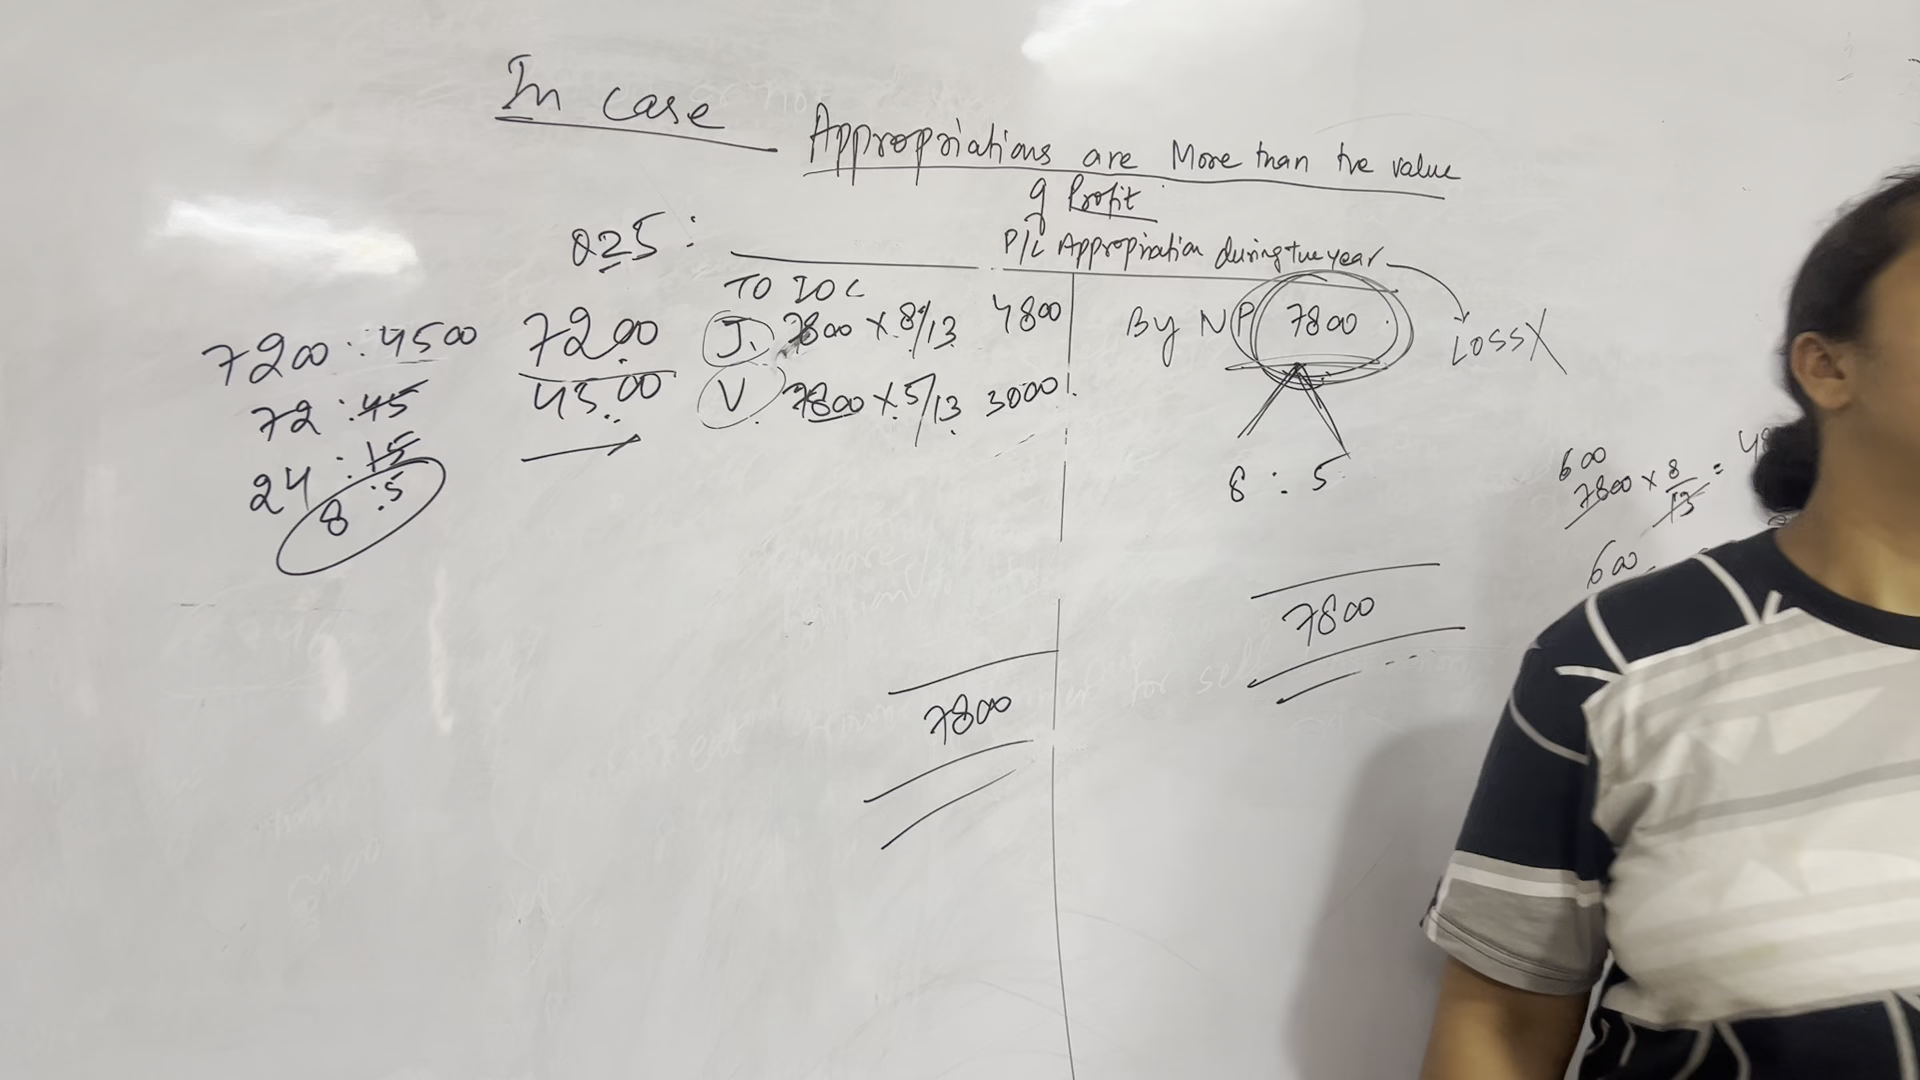 In case Appropriations are More than the value
of Profit
Q25: P/L Appropriation during the year
Loss X
TO IOC
J. 7800 x 8/13 4800
V 7800 x 5/13 3000
By NP 7800
8 : 5
7200 : 4500
72 : 45
24 : 15
8 : 5
7200
4500
7800
7800
600
7800 x 8/13 =
600